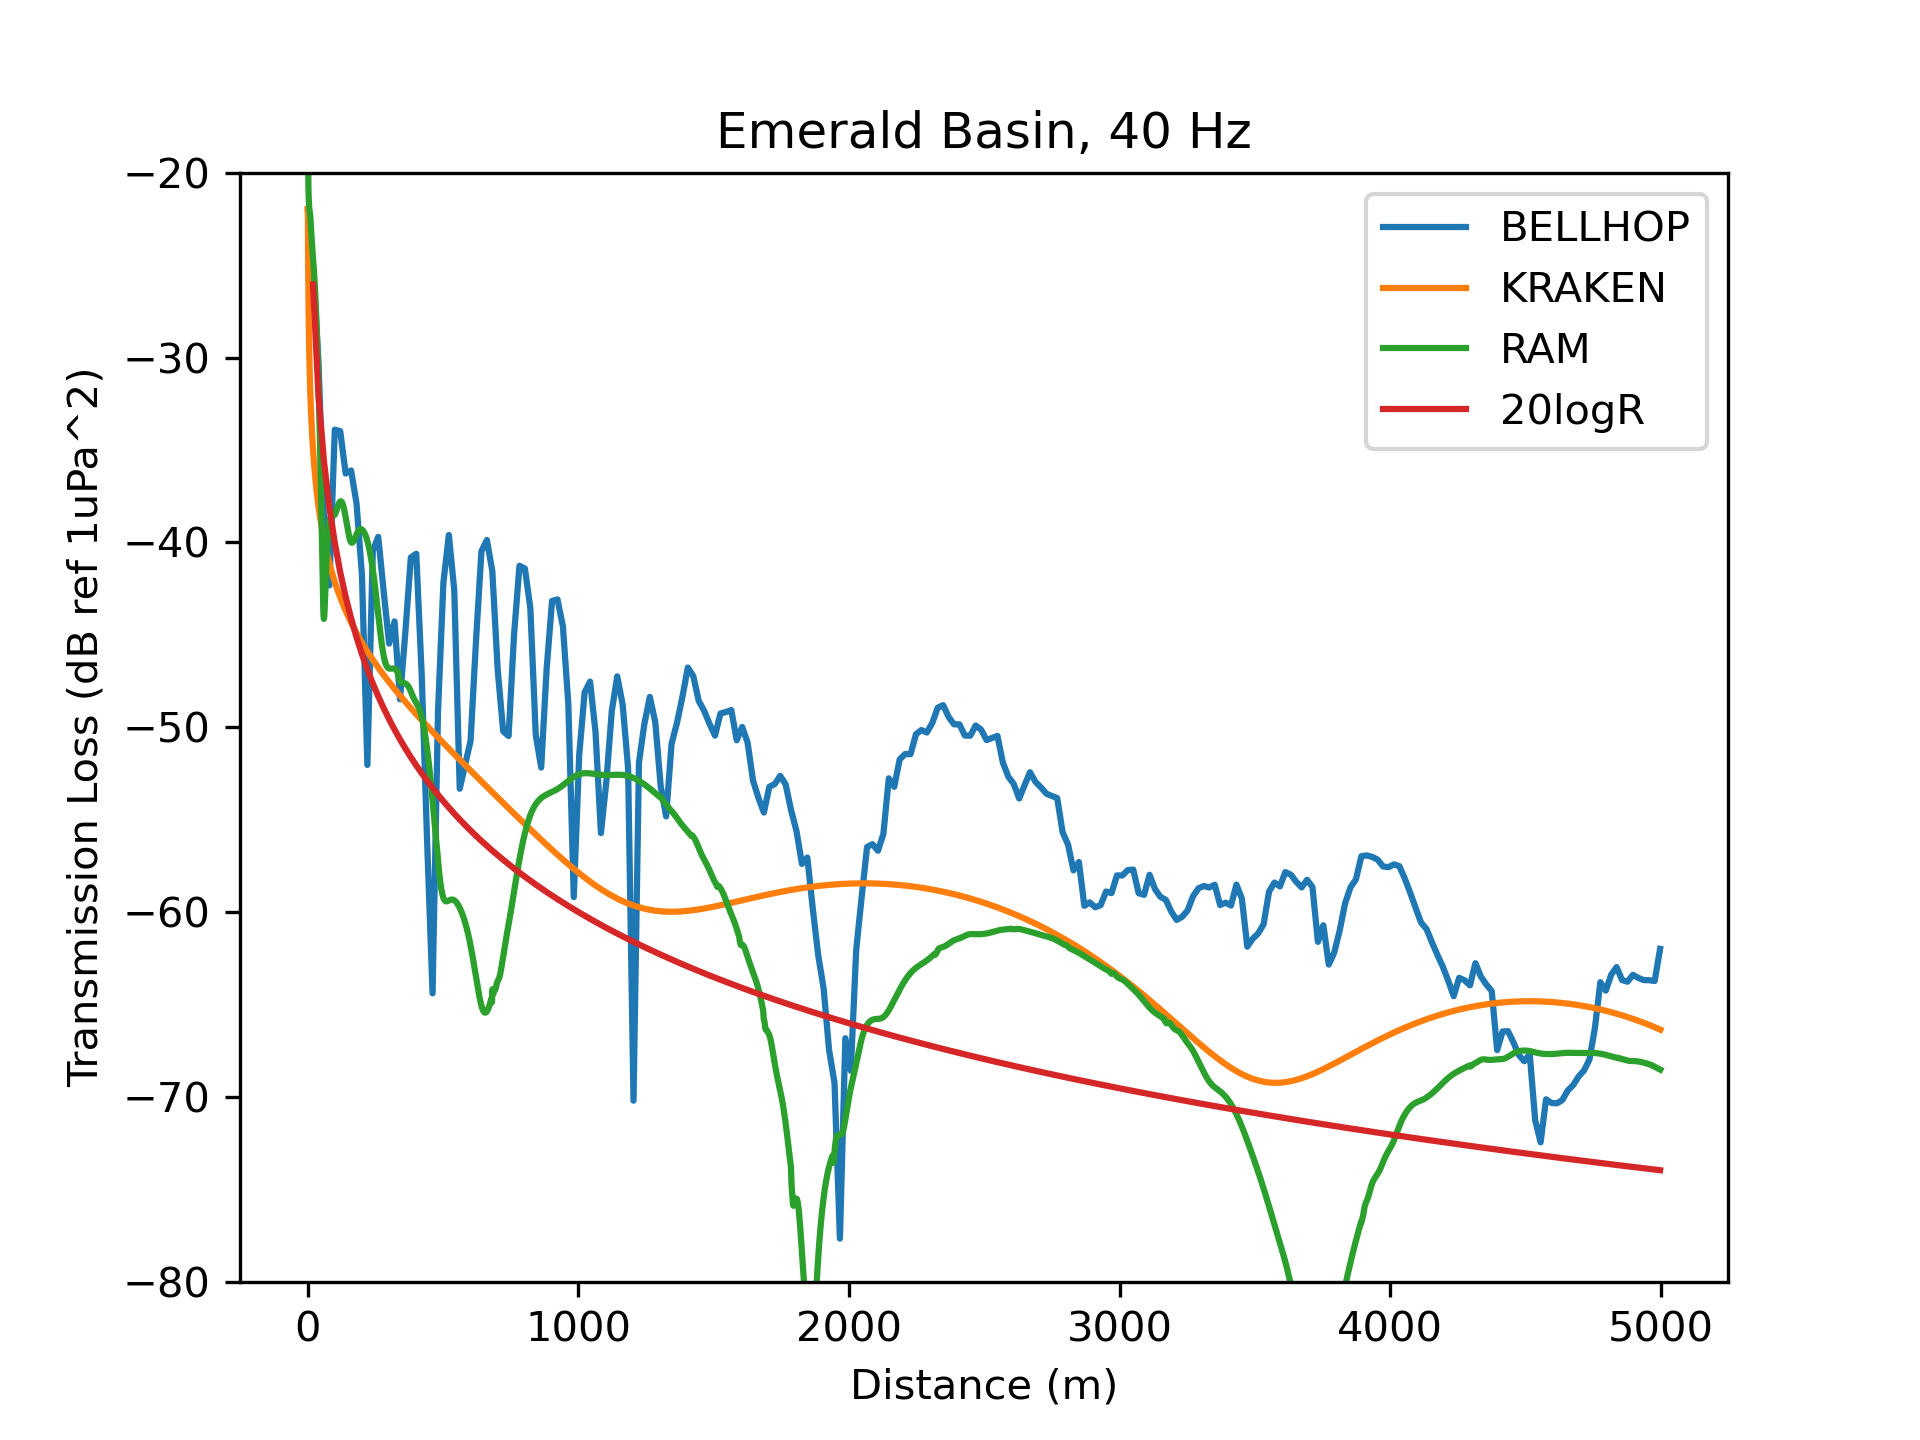 Emerald Basin, 40 Hz
Transmission Loss (dB ref 1uPa^2)
−20
−30
−40
−50
−60
−70
−80
BELLHOP
KRAKEN
RAM
20logR
0 1000 2000 3000 4000 5000
Distance (m)